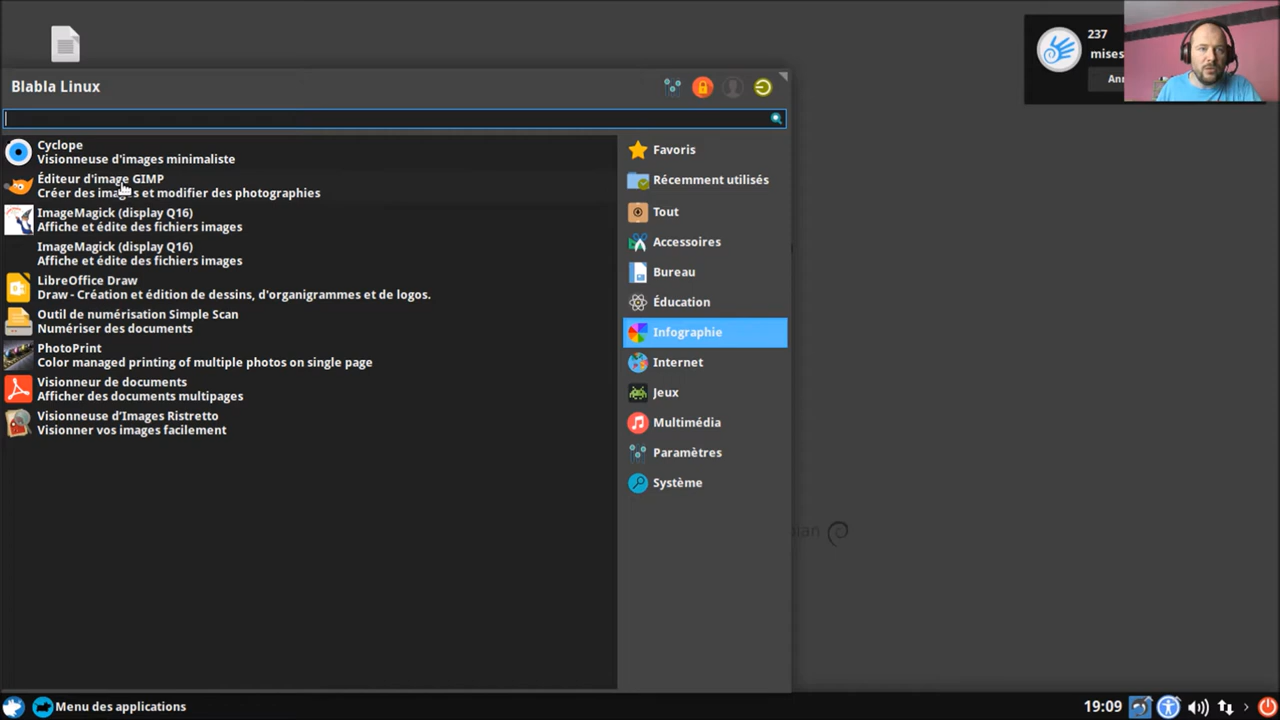 237
mises
Ann
Blabla Linux
Cyclope
Visionneuse d'images minimaliste
Éditeur d'image GIMP
Créer des images et modifier des photographies
ImageMagick (display Q16)
Affiche et édite des fichiers images
ImageMagick (display Q16)
Affiche et édite des fichiers images
LibreOffice Draw
Draw - Création et édition de dessins, d'organigrammes et de logos.
Outil de numérisation Simple Scan
Numériser des documents
PhotoPrint
Color managed printing of multiple photos on single page
Visionneur de documents
Afficher des documents multipages
Visionneuse d'Images Ristretto
Visionner vos images facilement
Favoris
Récemment utilisés
Tout
Accessoires
Bureau
Éducation
Infographie
Internet
Jeux
Multimédia
Paramètres
Système
bian
Menu des applications
19:09